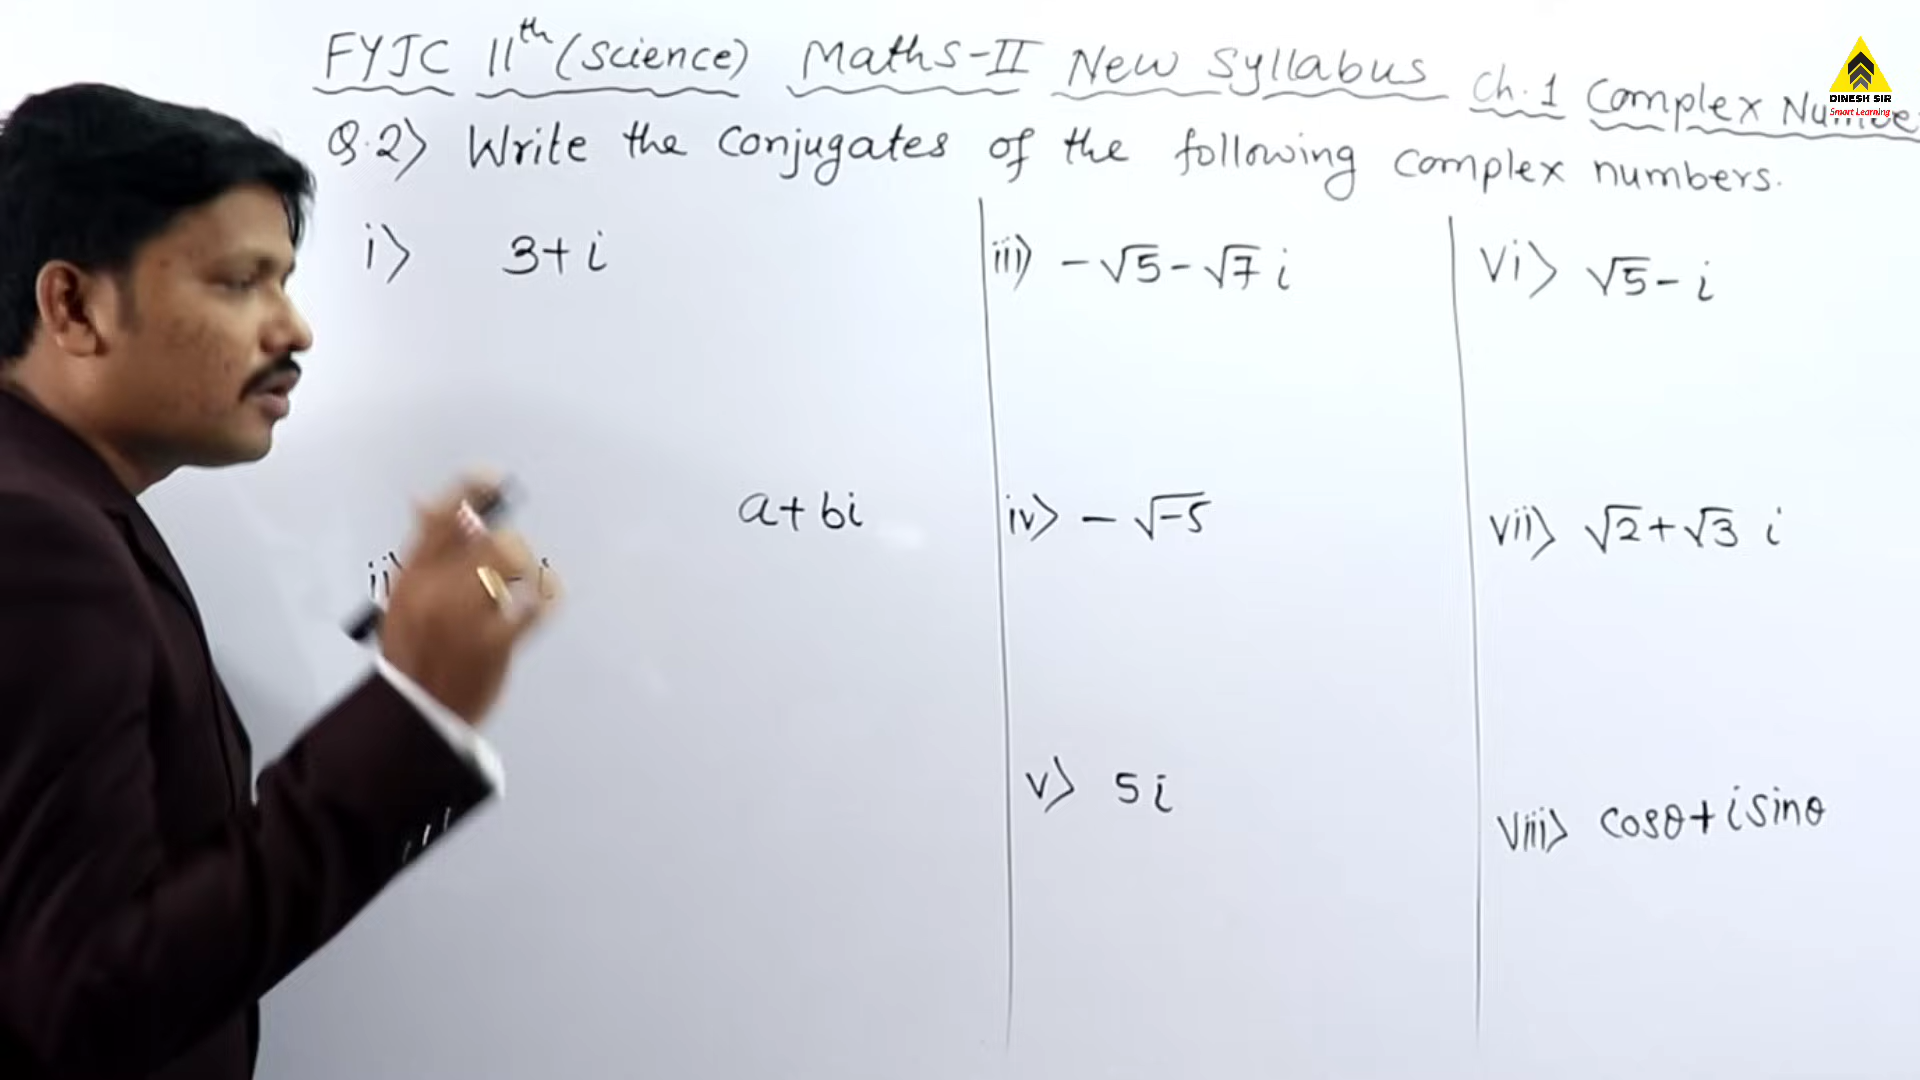 FYJC 11th (Science) Maths-II New Syllabus Ch.1 Complex Number
Q.2) Write the Conjugates of the following complex numbers.
i) 3+i
ii) - i
a+bi
iii) -√5-√7 i
iv) -√-5
v) 5i
vi) √5-i
vii) √2+√3 i
viii) cosθ+isinθ
DINESH SIR
Smart Learning